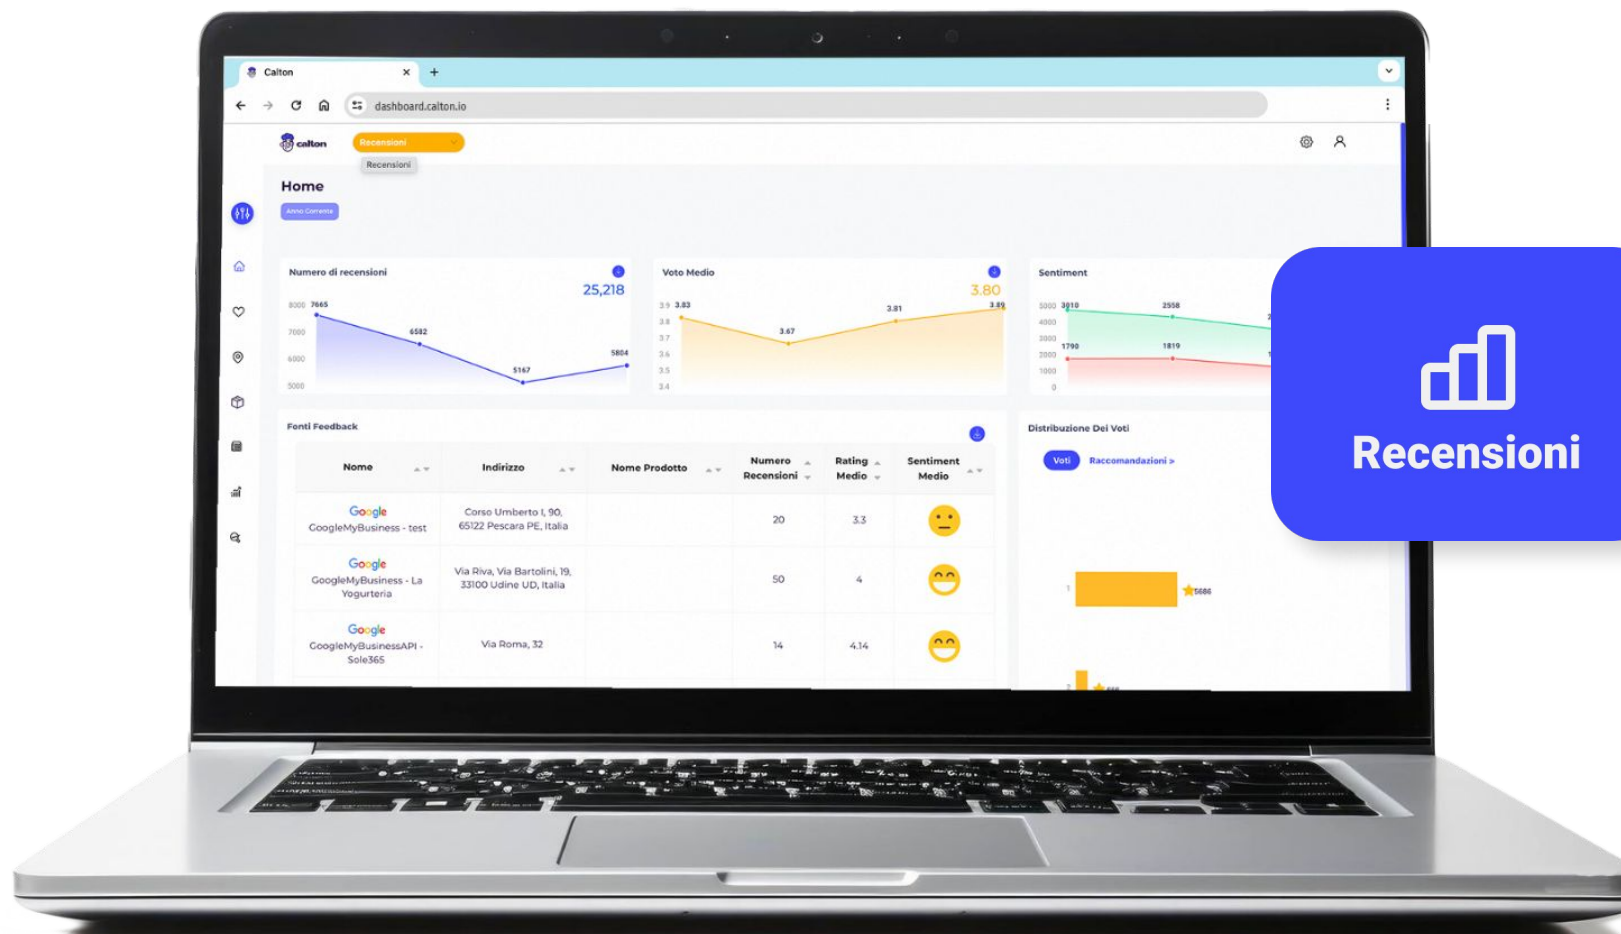 Calton
dashboard.calton.io
calton
Recensioni
Recensioni
Home
Anno Corrente
Numero di recensioni
25,218
8000
7000
6000
5000
7665
6582
5167
5804
Voto Medio
3.80
3.9
3.8
3.7
3.6
3.5
3.4
3.83
3.67
3.81
3.89
Sentiment
5000
4000
3000
2000
1000
0
3010
2558
1790
1819
Fonti Feedback
Nome
Indirizzo
Nome Prodotto
Numero
Recensioni
Rating
Medio
Sentiment
Medio
Google
GoogleMyBusiness - test
Corso Umberto I, 90,
65122 Pescara PE, Italia
20
3.3
Google
GoogleMyBusiness - La
Yogurteria
Via Riva, Via Bartolini, 19,
33100 Udine UD, Italia
50
4
Google
GoogleMyBusinessAPI -
Sole365
Via Roma, 32
14
4.14
Distribuzione Dei Voti
Voti
Raccomandazioni >
1
5686
2
Recensioni